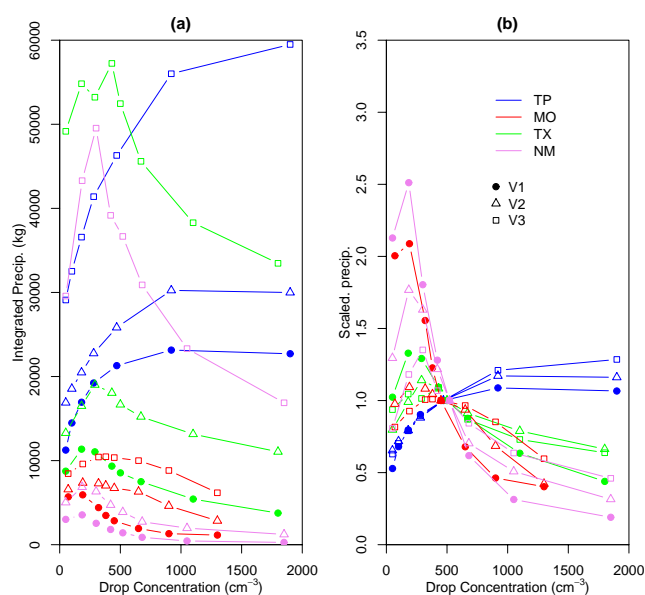 (a)
Integrated Precip. (kg)
0
10000
20000
30000
40000
50000
60000
0 500 1000 1500 2000
Drop Concentration (cm⁻³)
(b)
Scaled. precip.
0.0
0.5
1.0
1.5
2.0
2.5
3.0
3.5
TP
MO
TX
NM
V1
V2
V3
0 500 1000 1500 2000
Drop Concentration (cm⁻³)